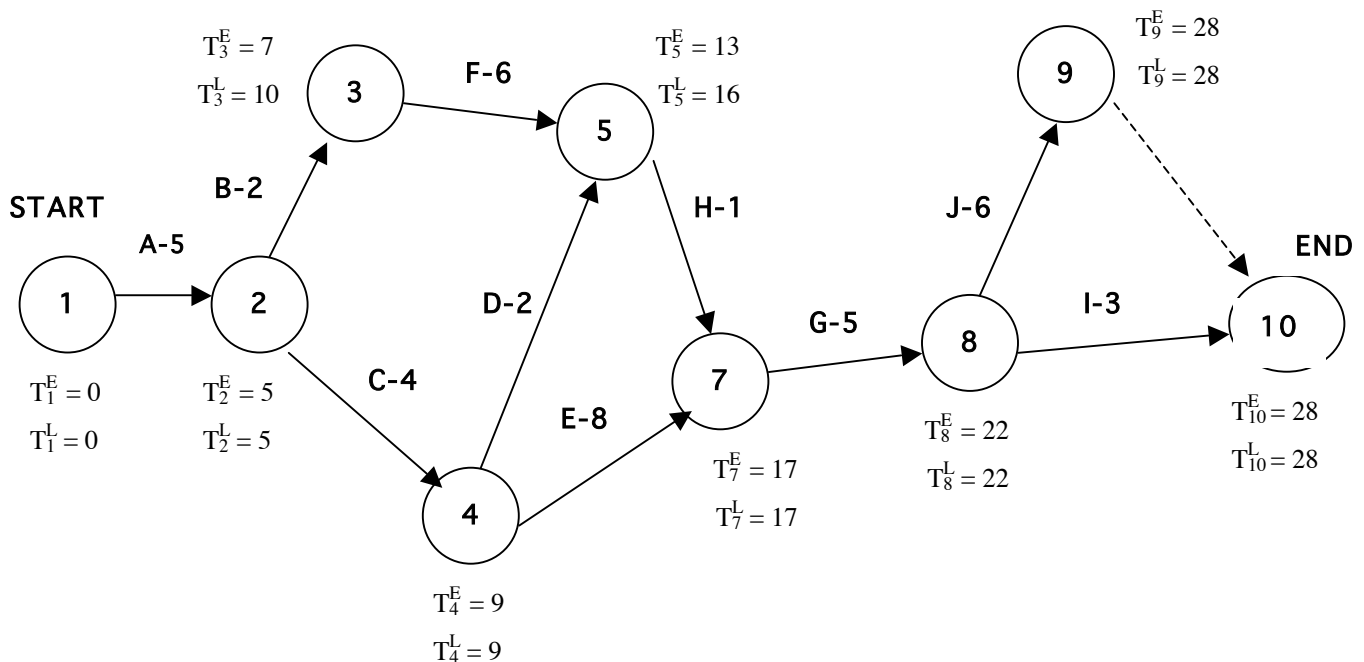 T₃ᴱ = 7
T₃ᴸ = 10
3
F-6
T₅ᴱ = 13
T₅ᴸ = 16
5
T₉ᴱ = 28
T₉ᴸ = 28
9
B-2
START
A-5
1
2
T₁ᴱ = 0
T₁ᴸ = 0
T₂ᴱ = 5
T₂ᴸ = 5
C-4
D-2
H-1
E-8
4
T₄ᴱ = 9
T₄ᴸ = 9
7
T₇ᴱ = 17
T₇ᴸ = 17
G-5
J-6
8
T₈ᴱ = 22
T₈ᴸ = 22
I-3
END
10
T₁₀ᴱ = 28
T₁₀ᴸ = 28